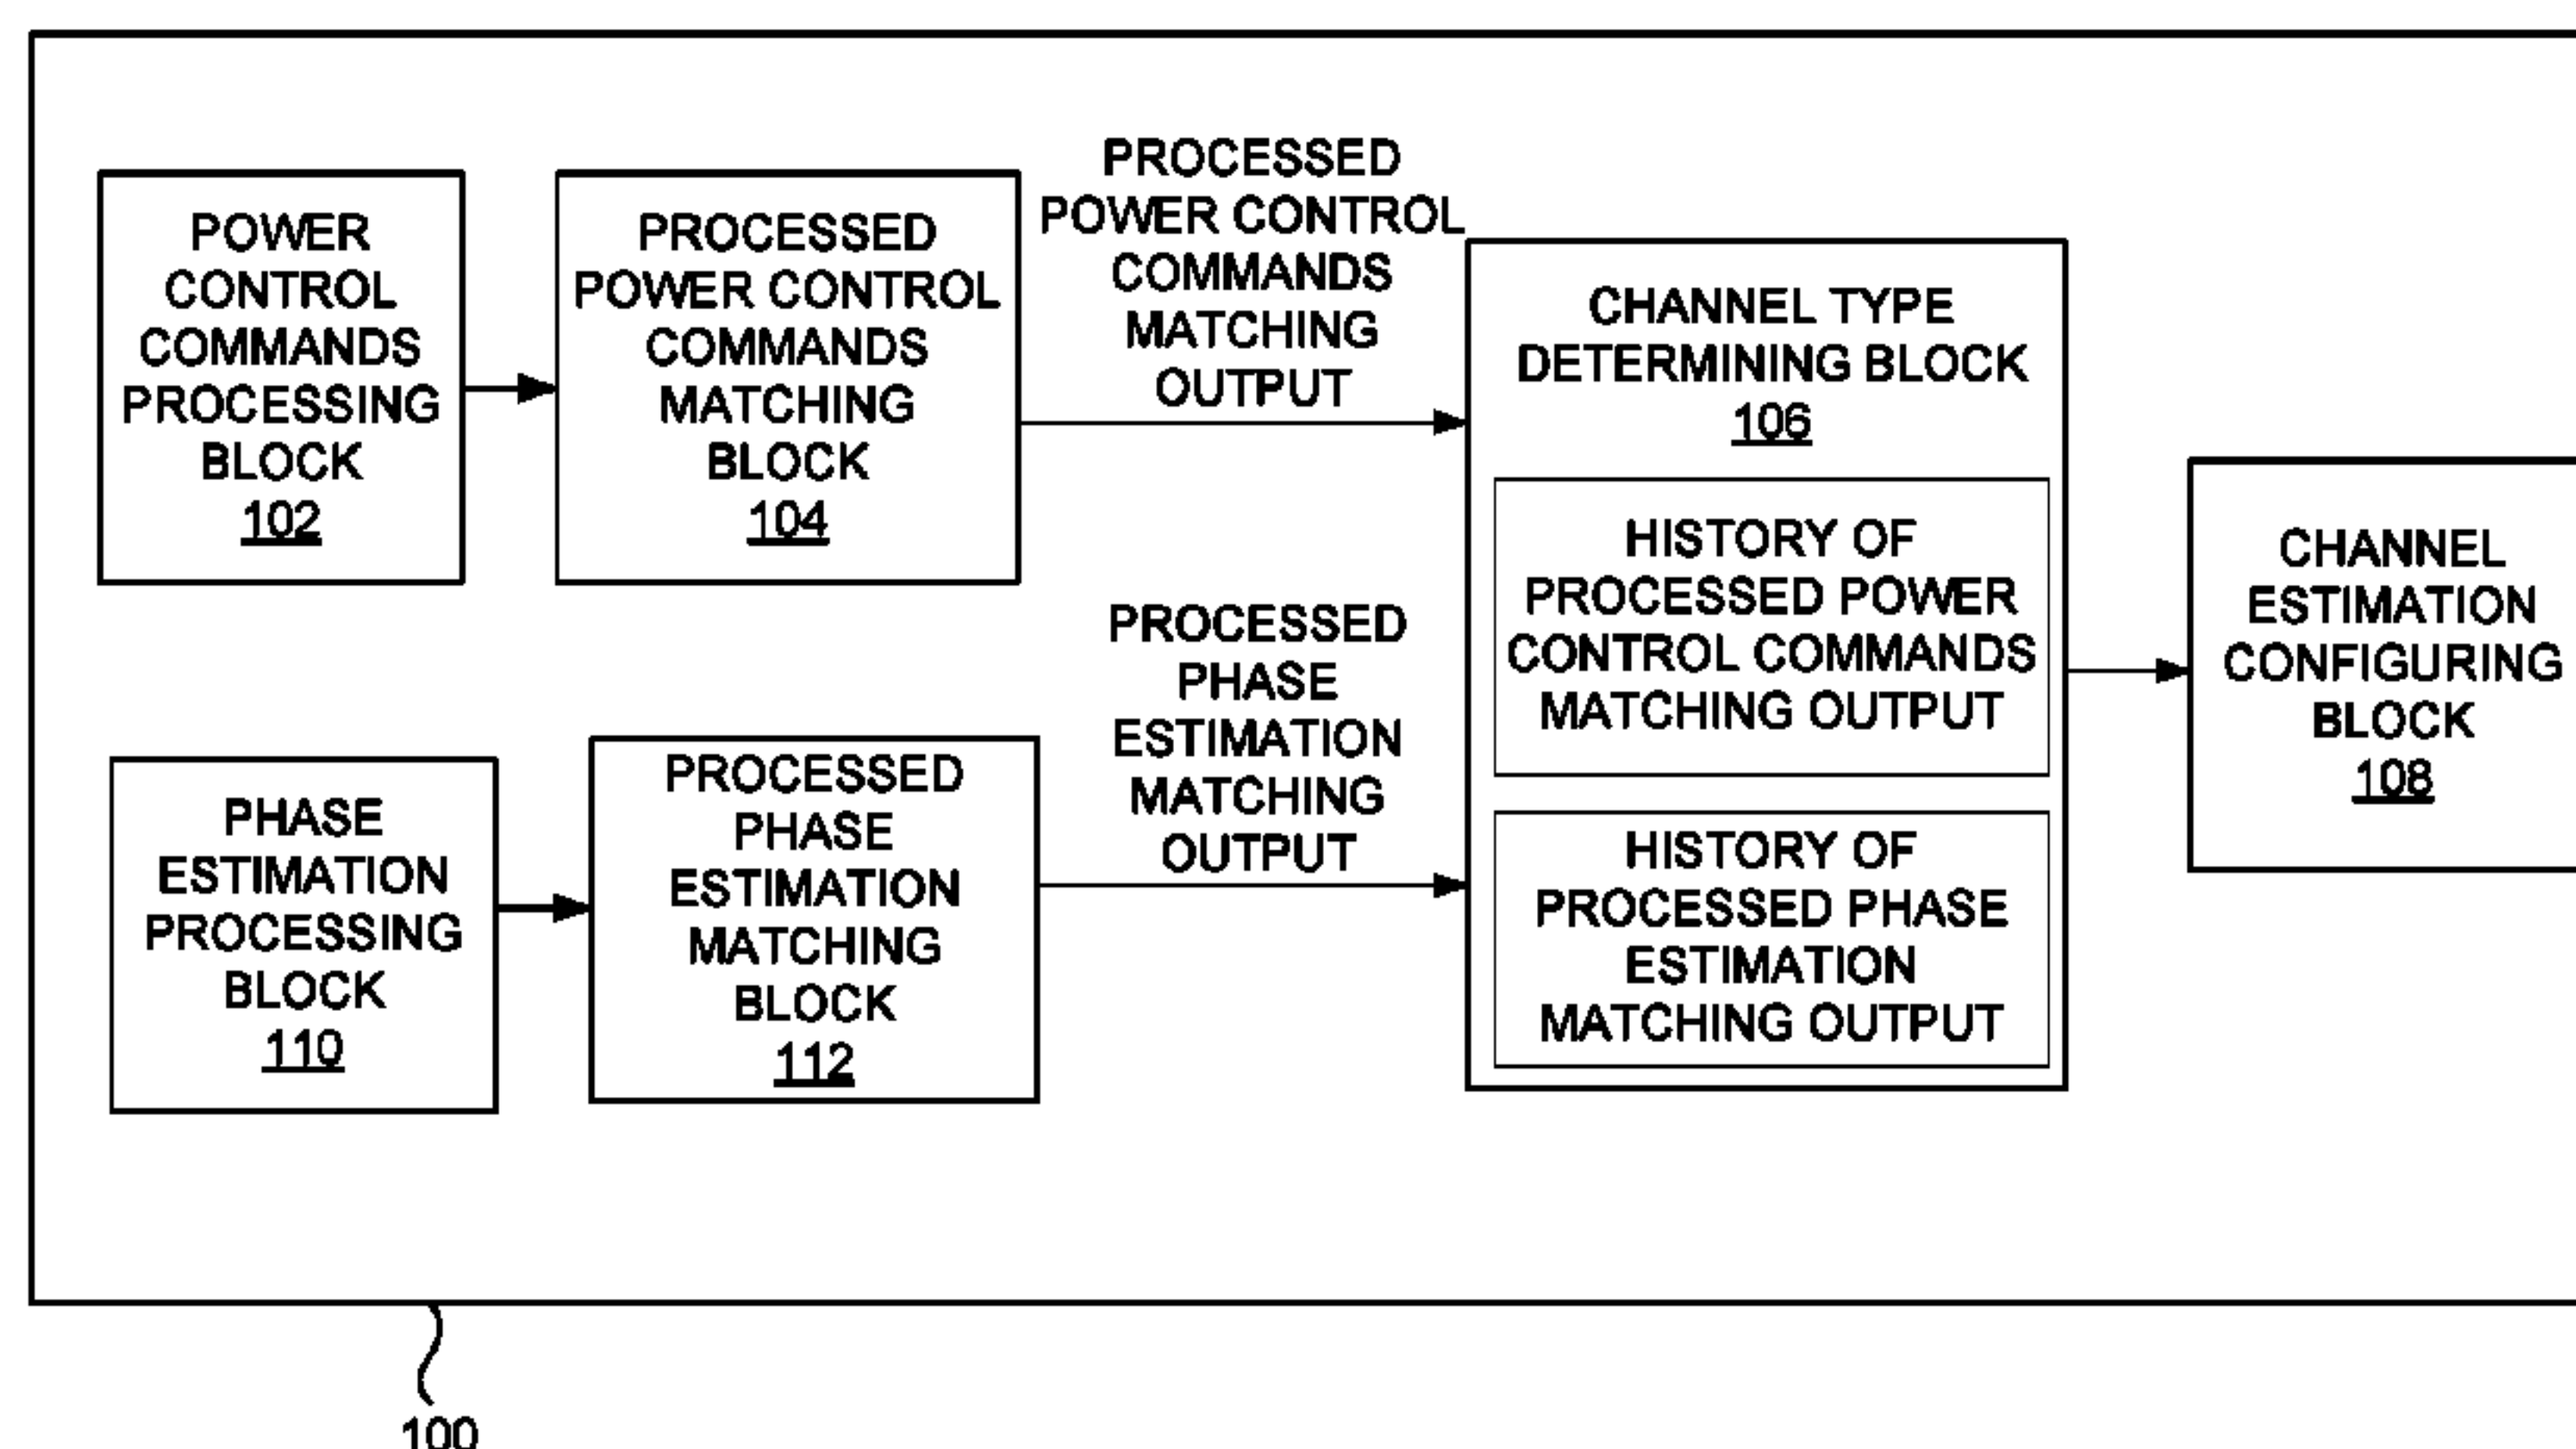 POWER
CONTROL
COMMANDS
PROCESSING
BLOCK
102
PROCESSED
POWER CONTROL
COMMANDS
MATCHING
BLOCK
104
PROCESSED
POWER CONTROL
COMMANDS
MATCHING
OUTPUT
PHASE
ESTIMATION
PROCESSING
BLOCK
110
PROCESSED
PHASE
ESTIMATION
MATCHING
BLOCK
112
PROCESSED
PHASE
ESTIMATION
MATCHING
OUTPUT
CHANNEL TYPE
DETERMINING BLOCK
106
HISTORY OF
PROCESSED POWER
CONTROL COMMANDS
MATCHING OUTPUT
HISTORY OF
PROCESSED PHASE
ESTIMATION
MATCHING OUTPUT
CHANNEL
ESTIMATION
CONFIGURING
BLOCK
108
100